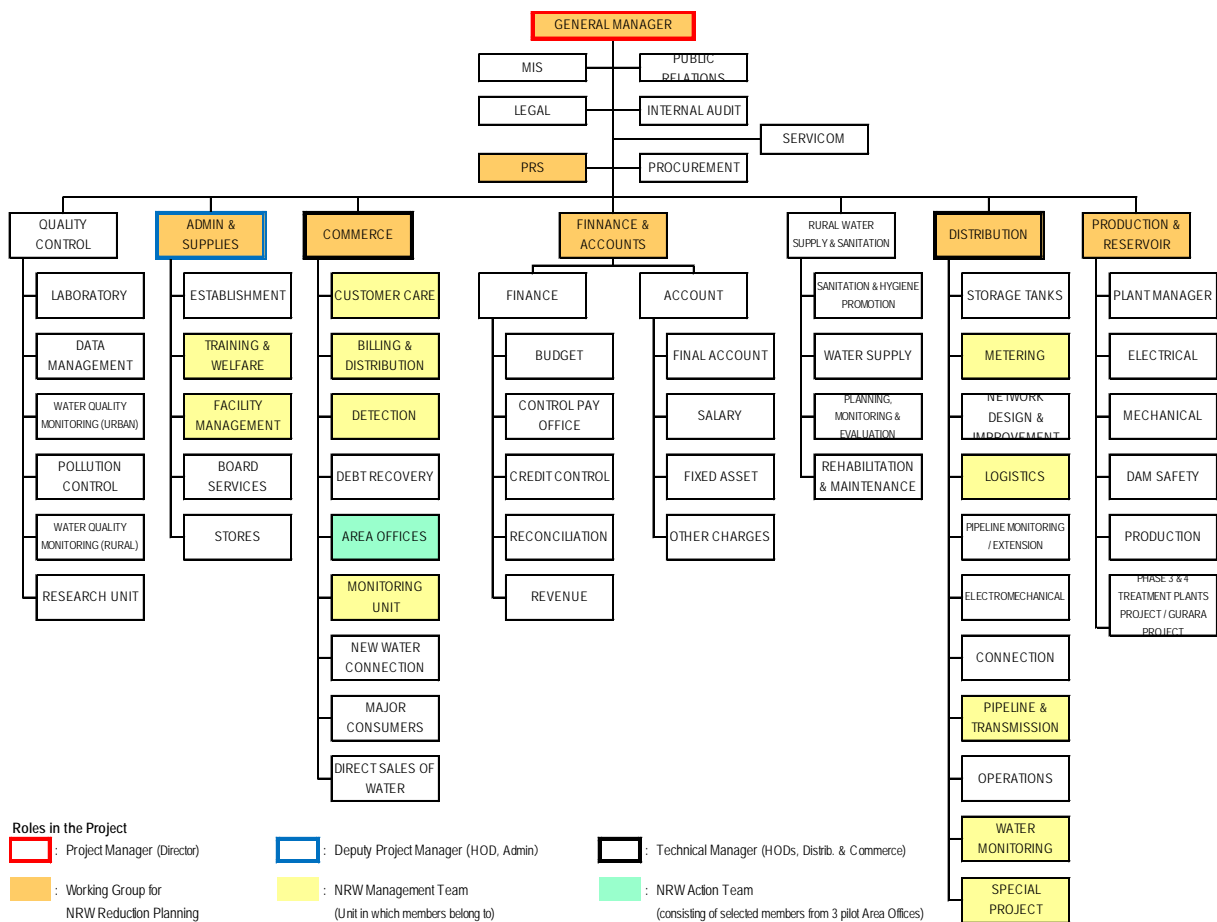 GENERAL MANAGER
MIS
PUBLIC
RELATIONS
LEGAL
INTERNAL AUDIT
SERVICOM
PRS
PROCUREMENT
QUALITY
CONTROL
ADMIN &
SUPPLIES
COMMERCE
FINNANCE &
ACCOUNTS
RURAL WATER
SUPPLY & SANITATION
DISTRIBUTION
PRODUCTION &
RESERVOIR
LABORATORY
DATA
MANAGEMENT
WATER QUALITY
MONITORING (URBAN)
POLLUTION
CONTROL
WATER QUALITY
MONITORING (RURAL)
RESEARCH UNIT
ESTABLISHMENT
TRAINING &
WELFARE
FACILITY
MANAGEMENT
BOARD
SERVICES
STORES
CUSTOMER CARE
BILLING &
DISTRIBUTION
DETECTION
DEBT RECOVERY
AREA OFFICES
MONITORING
UNIT
NEW WATER
CONNECTION
MAJOR
CONSUMERS
DIRECT SALES OF
WATER
FINANCE
BUDGET
CONTROL PAY
OFFICE
CREDIT CONTROL
RECONCILIATION
REVENUE
ACCOUNT
FINAL ACCOUNT
SALARY
FIXED ASSET
OTHER CHARGES
SANITATION & HYGIENE
PROMOTION
WATER SUPPLY
PLANNING,
MONITORING &
EVALUATION
REHABILITATION
& MAINTENANCE
STORAGE TANKS
METERING
NETWORK
DESIGN &
IMPROVEMENT
LOGISTICS
PIPELINE MONITORING
/ EXTENSION
ELECTROMECHANICAL
CONNECTION
PIPELINE &
TRANSMISSION
OPERATIONS
WATER
MONITORING
SPECIAL
PROJECT
PLANT MANAGER
ELECTRICAL
MECHANICAL
DAM SAFETY
PRODUCTION
PHASE 3 & 4
TREATMENT PLANTS
PROJECT / GURARA
PROJECT
Roles in the Project
: Project Manager (Director)
: Deputy Project Manager (HOD, Admin)
: Technical Manager (HODs, Distrib. & Commerce)
: Working Group for
NRW Reduction Planning
: NRW Management Team
(Unit in which members belong to)
: NRW Action Team
(consisting of selected members from 3 pilot Area Offices)